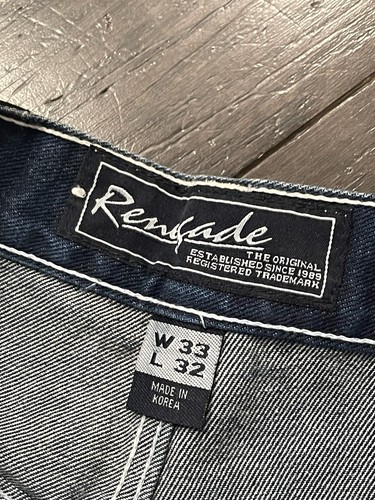 Renegade
THE ORIGINAL
ESTABLISHED SINCE 1989
REGISTERED TRADEMARK
W 33
L 32
MADE IN
KOREA